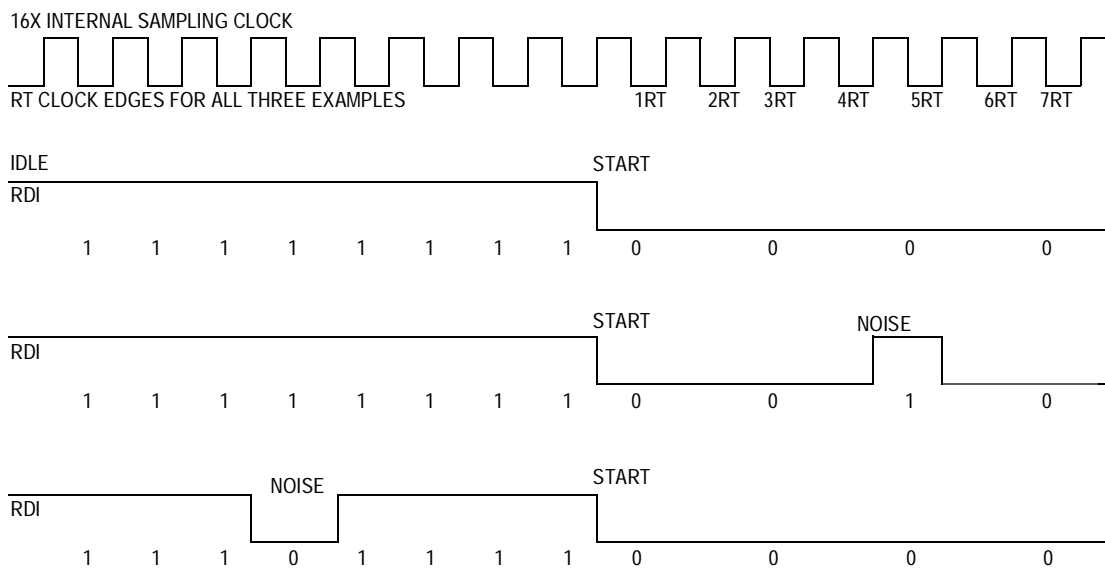 16X INTERNAL SAMPLING CLOCK
RT CLOCK EDGES FOR ALL THREE EXAMPLES 1RT 2RT 3RT 4RT 5RT 6RT 7RT
IDLE START
RDI
1 1 1 1 1 1 1 1 0 0 0 0
START NOISE
RDI
1 1 1 1 1 1 1 1 0 0 1 0
NOISE START
RDI
1 1 1 0 1 1 1 1 0 0 0 0